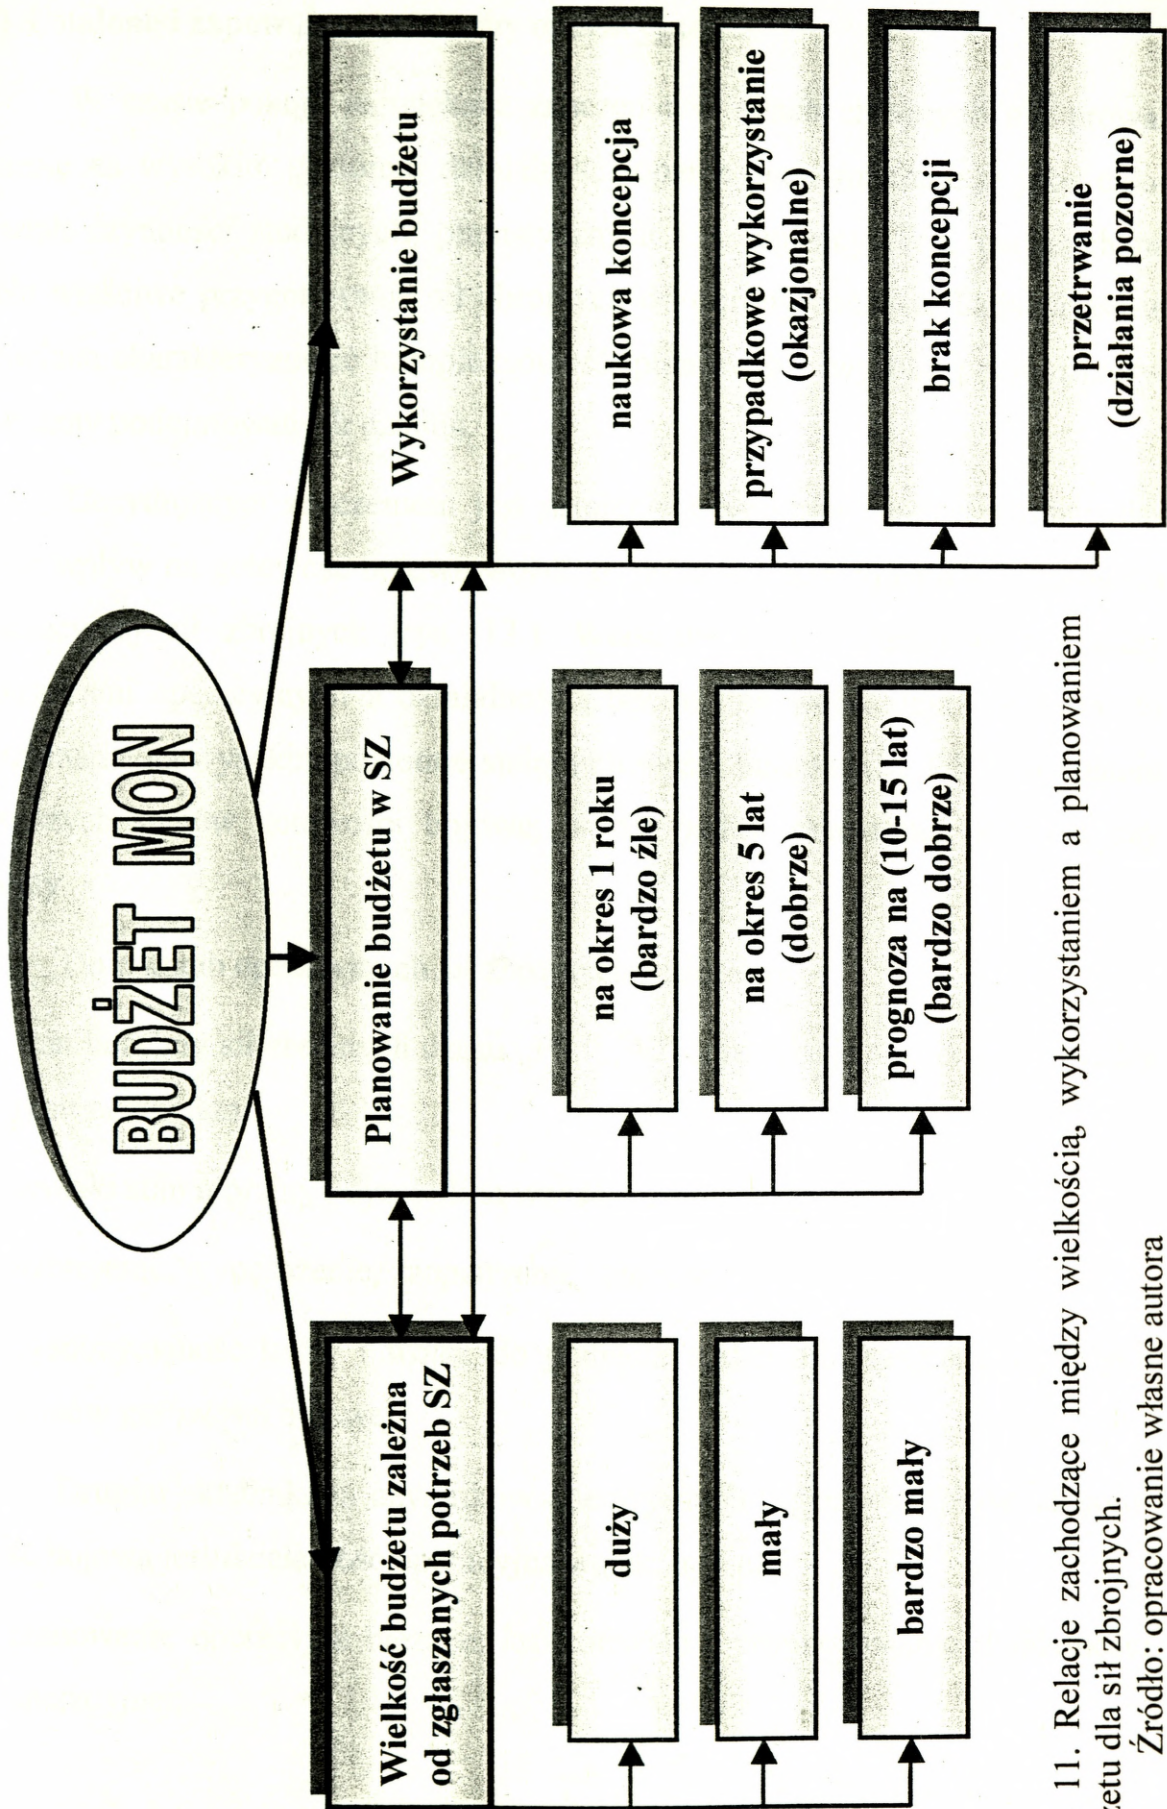 BUDŻET MON
Wielkość budżetu zależna
od zgłaszanych potrzeb SZ
duży
mały
bardzo mały
Planowanie budżetu w SZ
na okres 1 roku
(bardzo źle)
na okres 5 lat
(dobrze)
prognoza na (10-15 lat)
(bardzo dobrze)
Wykorzystanie budżetu
naukowa koncepcja
przypadkowe wykorzystanie
(okazjonalne)
brak koncepcji
przetrwanie
(działania pozorne)
11. Relacje zachodzące między wielkością, wykorzystaniem a planowaniem
etu dla sił zbrojnych.
Źródło: opracowanie własne autora